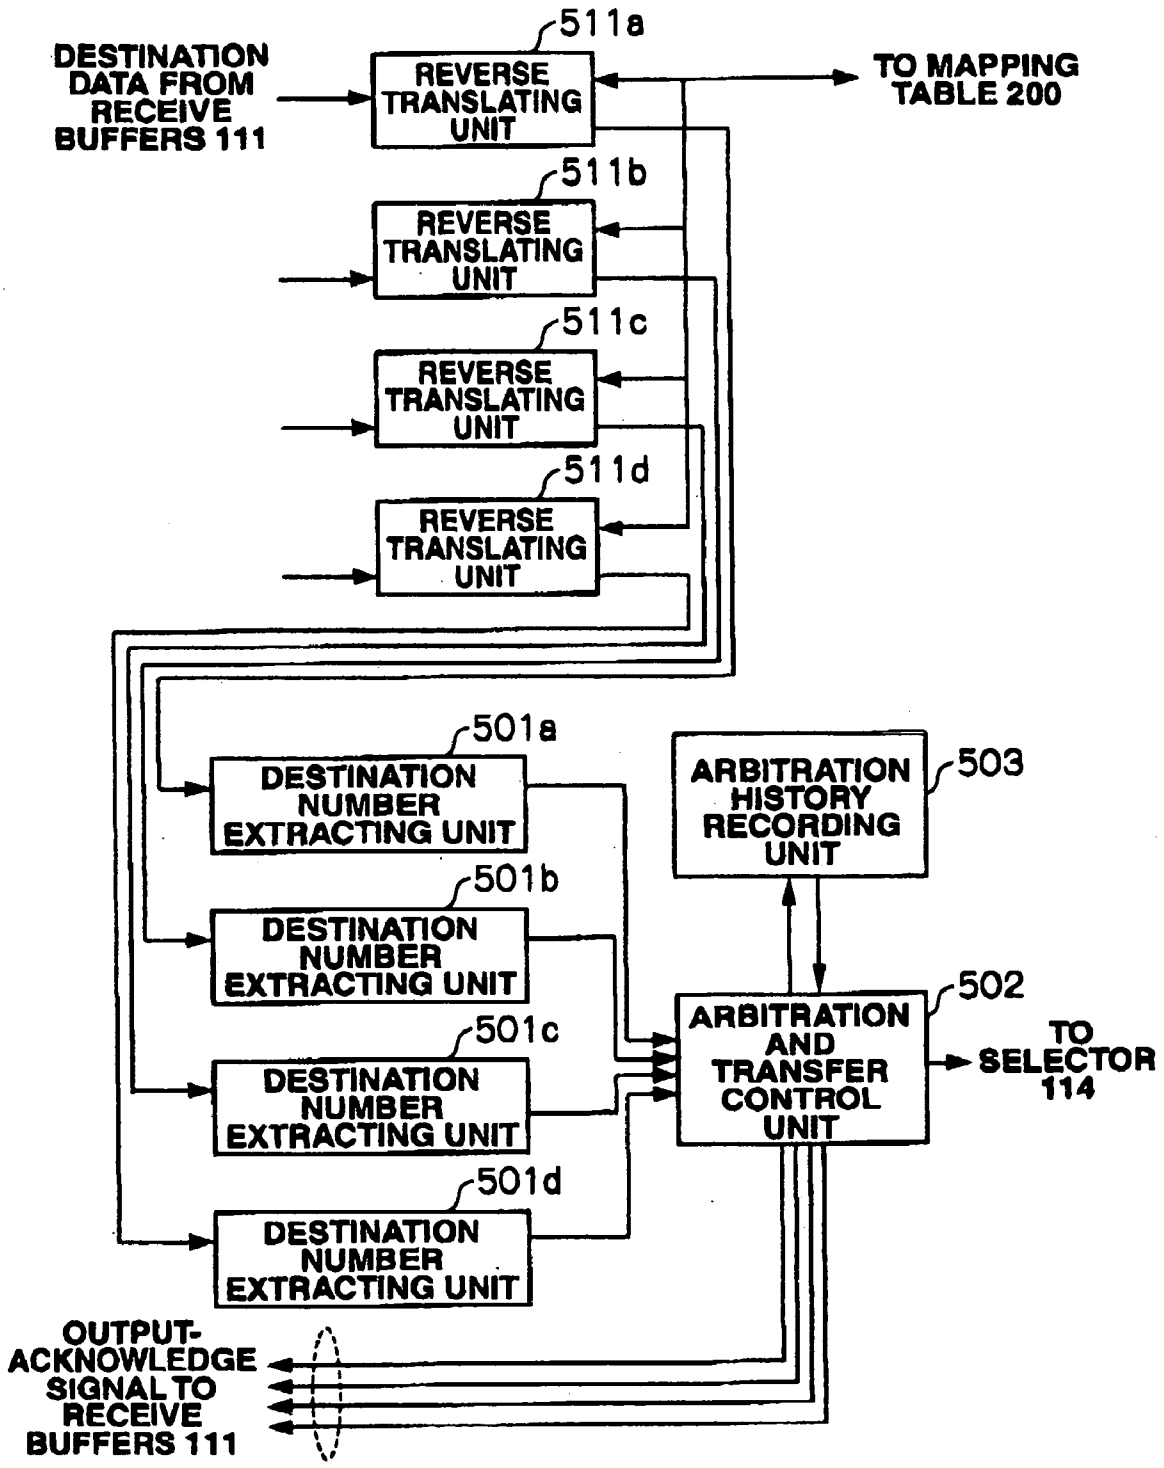 511a
DESTINATION
DATA FROM
RECEIVE
BUFFERS 111
REVERSE
TRANSLATING
UNIT
TO MAPPING
TABLE 200
511b
REVERSE
TRANSLATING
UNIT
511c
REVERSE
TRANSLATING
UNIT
511d
REVERSE
TRANSLATING
UNIT
501a
DESTINATION
NUMBER
EXTRACTING UNIT
503
ARBITRATION
HISTORY
RECORDING
UNIT
501b
DESTINATION
NUMBER
EXTRACTING UNIT
502
ARBITRATION
AND
TRANSFER
CONTROL
UNIT
TO
SELECTOR
114
501c
DESTINATION
NUMBER
EXTRACTING UNIT
501d
DESTINATION
NUMBER
EXTRACTING UNIT
OUTPUT-
ACKNOWLEDGE
SIGNAL TO
RECEIVE
BUFFERS 111